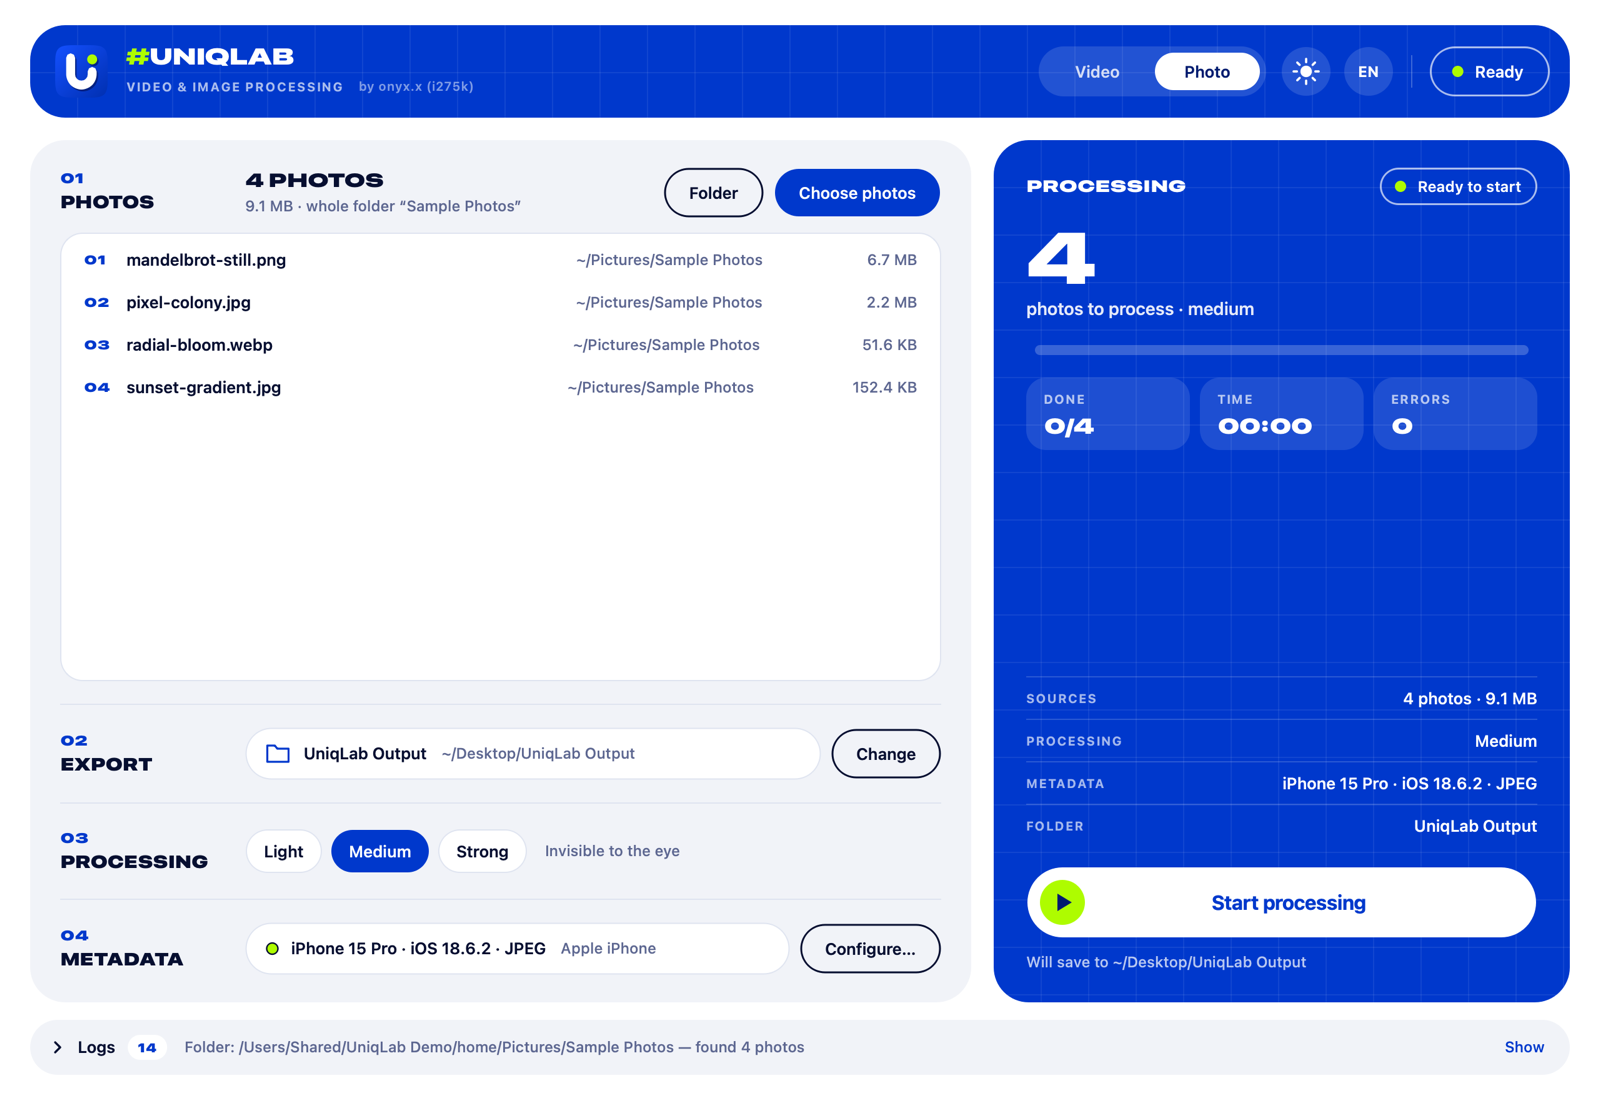 #UNIQLAB
VIDEO & IMAGE PROCESSING by onyx.x (i275k)
Video Photo EN Ready
01
PHOTOS
4 PHOTOS
9.1 MB · whole folder “Sample Photos”
Folder Choose photos
01 mandelbrot-still.png ~/Pictures/Sample Photos 6.7 MB
02 pixel-colony.jpg ~/Pictures/Sample Photos 2.2 MB
03 radial-bloom.webp ~/Pictures/Sample Photos 51.6 KB
04 sunset-gradient.jpg ~/Pictures/Sample Photos 152.4 KB
02
EXPORT
UniqLab Output ~/Desktop/UniqLab Output Change
03
PROCESSING
Light Medium Strong Invisible to the eye
04
METADATA
iPhone 15 Pro · iOS 18.6.2 · JPEG Apple iPhone Configure...
PROCESSING Ready to start
4
photos to process · medium
DONE TIME ERRORS
0/4 00:00 0
SOURCES 4 photos · 9.1 MB
PROCESSING Medium
METADATA iPhone 15 Pro · iOS 18.6.2 · JPEG
FOLDER UniqLab Output
Start processing
Will save to ~/Desktop/UniqLab Output
Logs 14 Folder: /Users/Shared/UniqLab Demo/home/Pictures/Sample Photos — found 4 photos Show